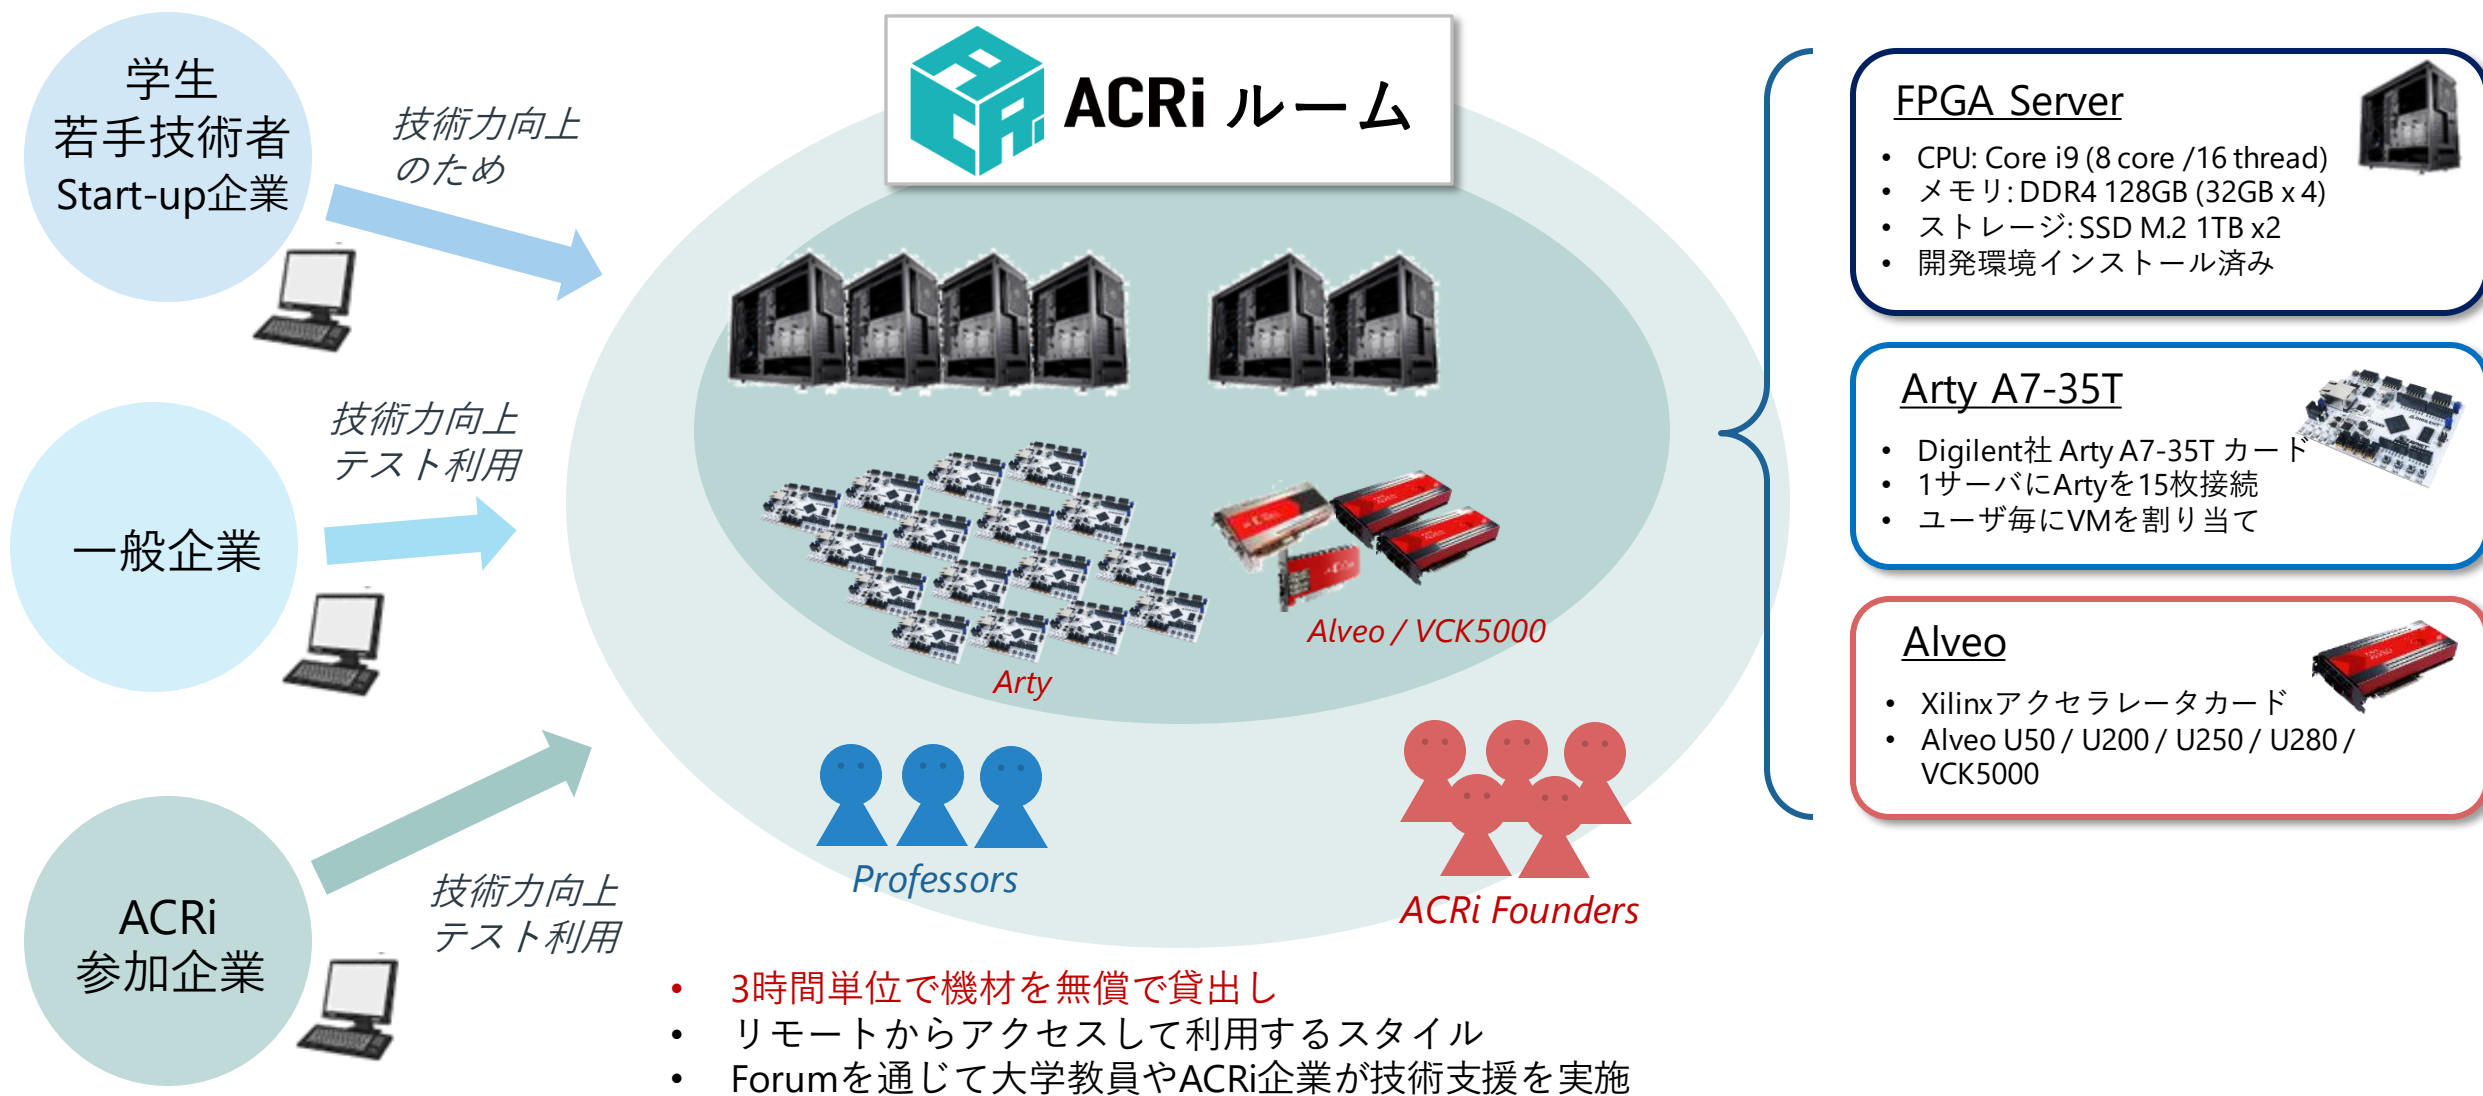 学生
若手技術者
Start-up企業
技術力向上
のため
一般企業
技術力向上
テスト利用
ACRi
参加企業
技術力向上
テスト利用
ACRi
ACRi ルーム
Arty
Alveo / VCK5000
Professors
ACRi Founders
• 3時間単位で機材を無償で貸出し
• リモートからアクセスして利用するスタイル
• Forumを通じて大学教員やACRi企業が技術支援を実施
FPGA Server
• CPU: Core i9 (8 core /16 thread)
• メモリ: DDR4 128GB (32GB x 4)
• ストレージ: SSD M.2 1TB x2
• 開発環境インストール済み
Arty A7-35T
• Digilent社 Arty A7-35T カード
• 1サーバにArtyを15枚接続
• ユーザ毎にVMを割り当て
Alveo
• Xilinxアクセラレータカード
• Alveo U50 / U200 / U250 / U280 /
VCK5000